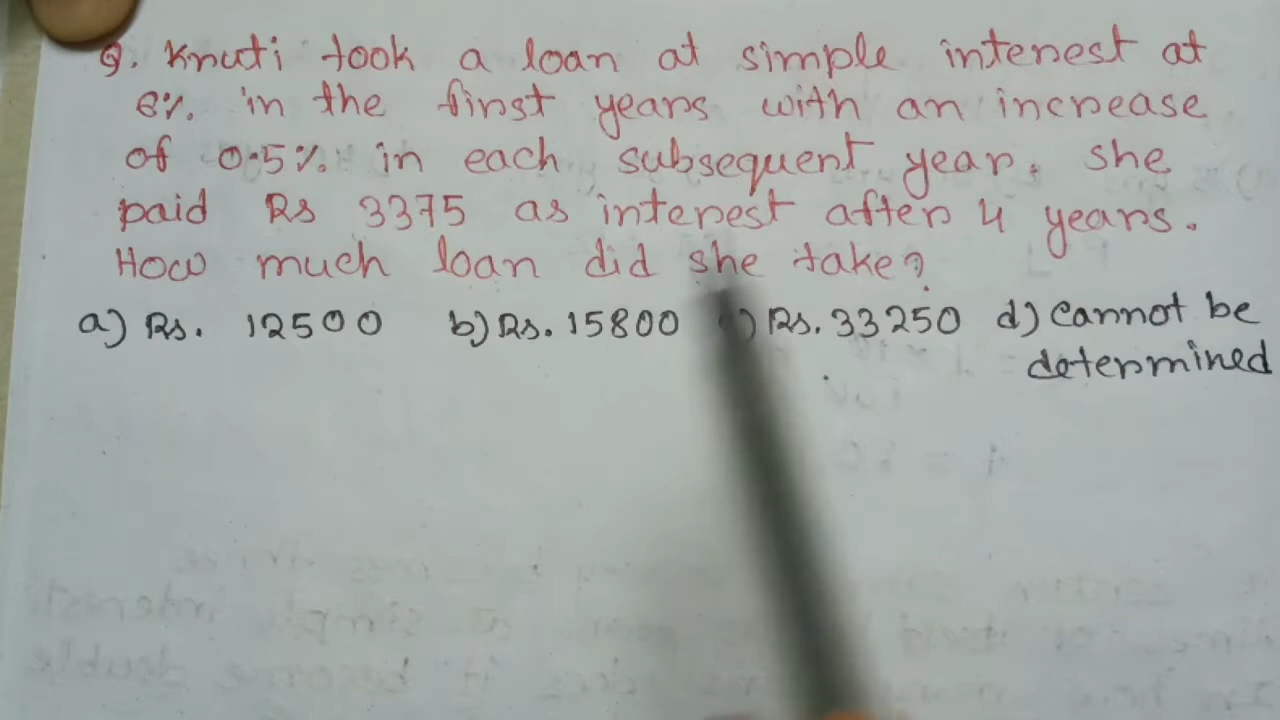 Q. Kruti took a loan at simple interest at
6%. in the first years with an increase
of 0.5%. in each subsequent year. she
paid Rs 3375 as interest after 4 years.
How much loan did she take?
a) Rs. 12500 b) Rs. 15800 ) Rs. 33250 d) cannot be
determined